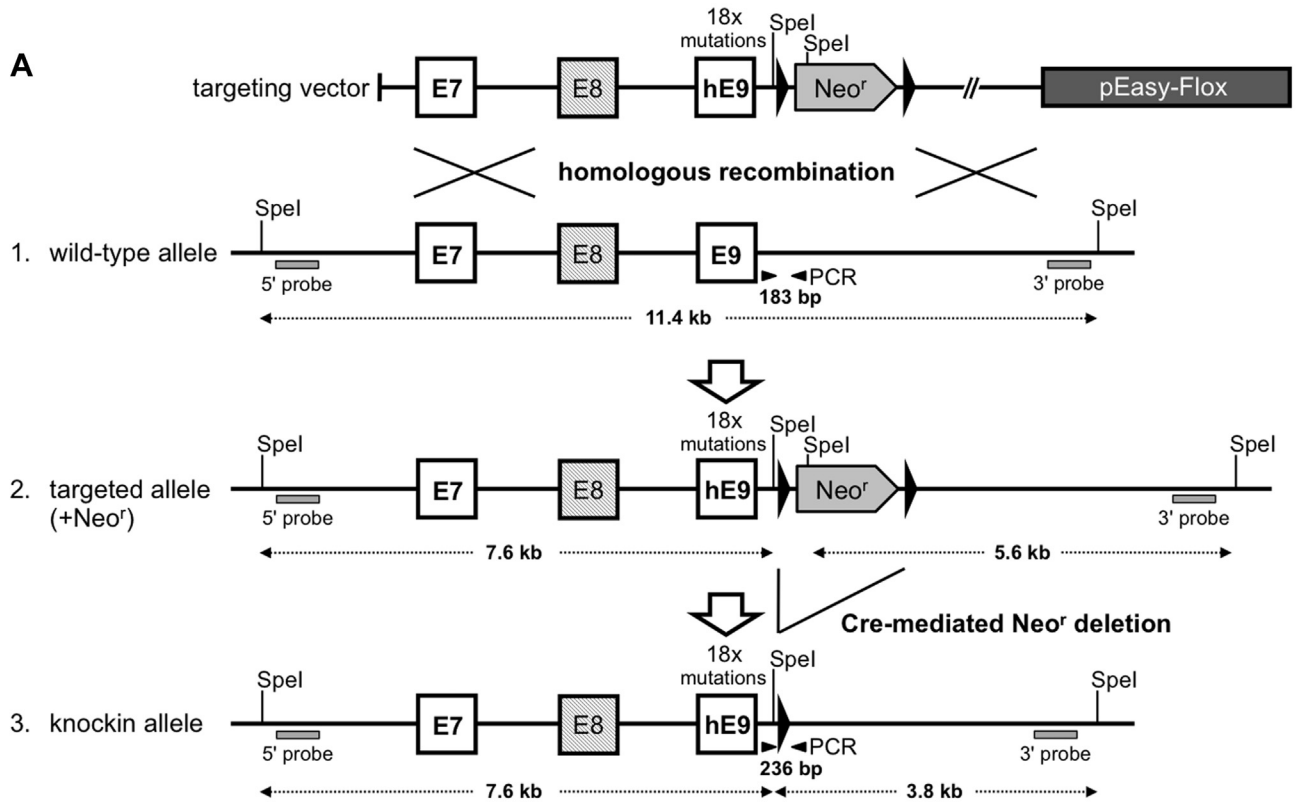 A
18x
mutations
SpeI
SpeI
targeting vector
E7
E8
hE9
Neoʳ
pEasy-Flox
homologous recombination
SpeI
SpeI
1. wild-type allele
E7
E8
E9
5' probe
PCR
3' probe
183 bp
11.4 kb
18x
mutations
SpeI
SpeI
SpeI
SpeI
2. targeted allele
(+Neoʳ)
E7
E8
hE9
Neoʳ
5' probe
3' probe
7.6 kb
5.6 kb
Cre-mediated Neoʳ deletion
18x
mutations
SpeI
SpeI
SpeI
3. knockin allele
E7
E8
hE9
5' probe
PCR
3' probe
236 bp
7.6 kb
3.8 kb